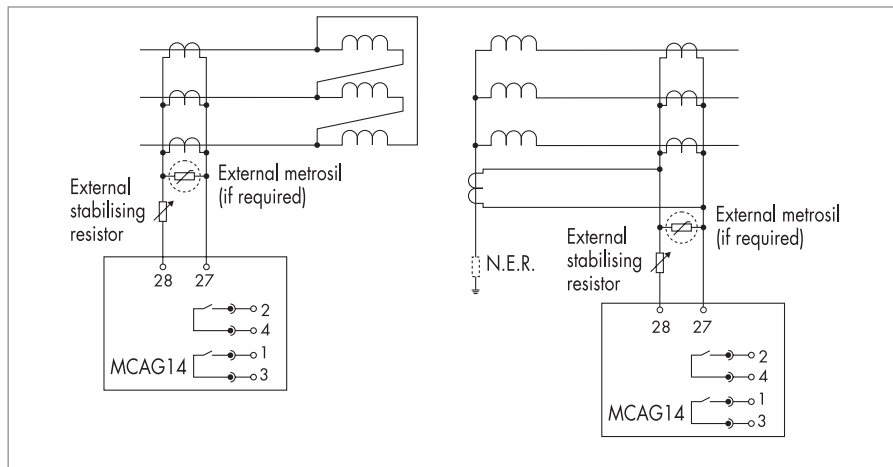 External metrosil
(if required)
External
stabilising
resistor
28
27
2
4
1
3
MCAG14
N.E.R.
External metrosil
(if required)
External
stabilising
resistor
28
27
2
4
1
3
MCAG14